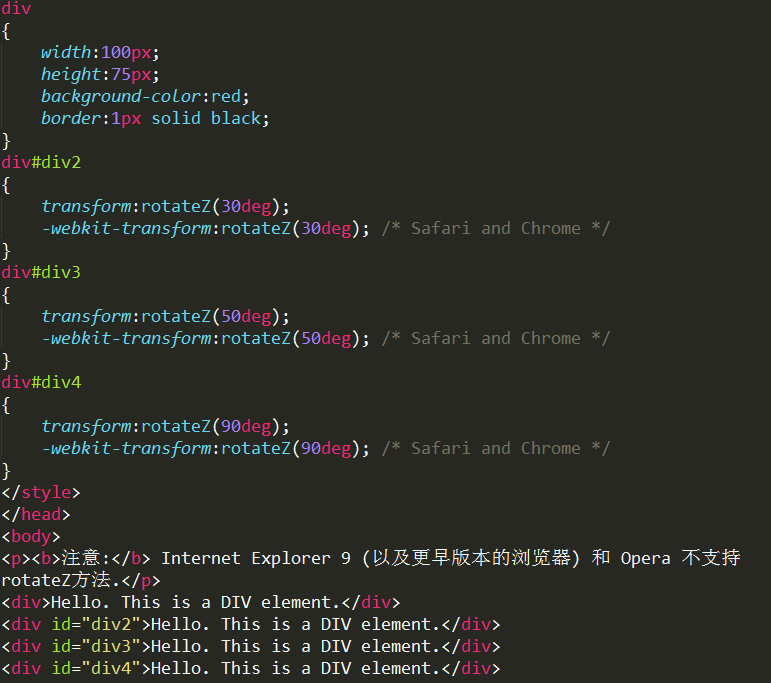 div
{
    width:100px;
    height:75px;
    background-color:red;
    border:1px solid black;
}
div#div2
{
    transform:rotateZ(30deg);
    -webkit-transform:rotateZ(30deg); /* Safari and Chrome */
}
div#div3
{
    transform:rotateZ(50deg);
    -webkit-transform:rotateZ(50deg); /* Safari and Chrome */
}
div#div4
{
    transform:rotateZ(90deg);
    -webkit-transform:rotateZ(90deg); /* Safari and Chrome */
}
</style>
</head>
<body>
<p><b>注意:</b> Internet Explorer 9 (以及更早版本的浏览器) 和 Opera 不支持
rotateZ方法.</p>
<div>Hello. This is a DIV element.</div>
<div id="div2">Hello. This is a DIV element.</div>
<div id="div3">Hello. This is a DIV element.</div>
<div id="div4">Hello. This is a DIV element.</div>